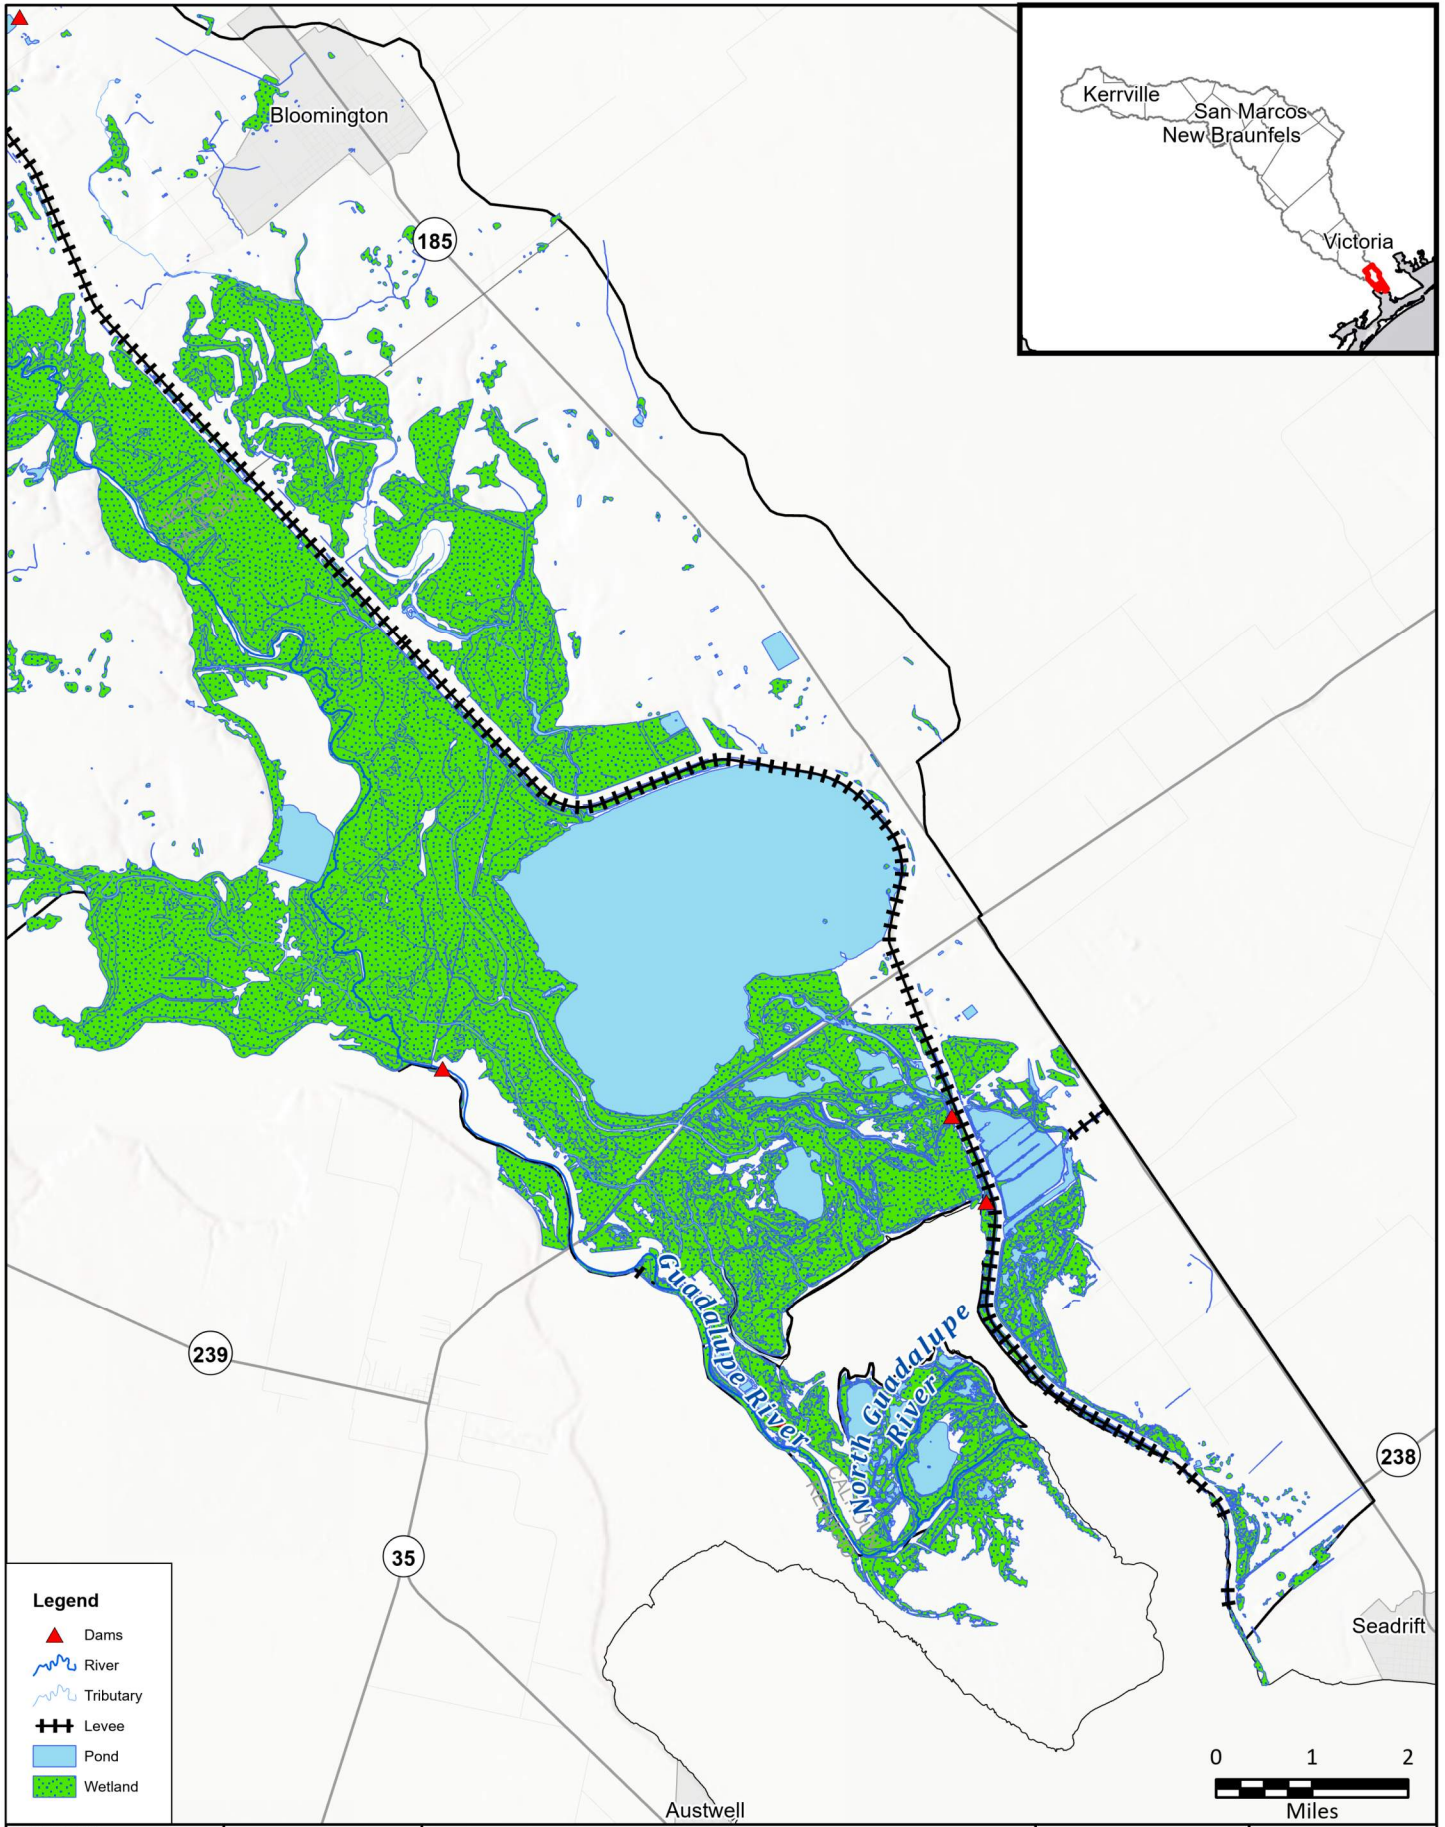 Kerrville
San Marcos
New Braunfels
Victoria
Bloomington
185
Guadalupe River
North Guadalupe
River
239
238
35
Seadrift
Austwell
Legend
Dams
River
Tributary
Levee
Pond
Wetland
0 1 2
Miles